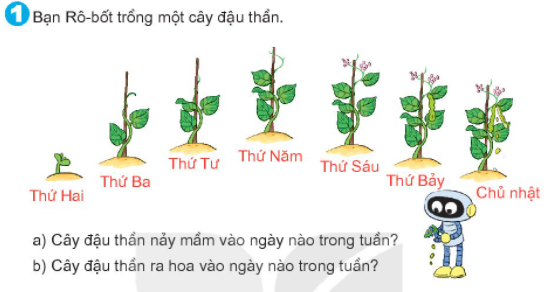 1 Bạn Rô-bốt trồng một cây đậu thần.
Thứ Hai
Thứ Ba
Thứ Tư
Thứ Năm
Thứ Sáu
Thứ Bảy
Chủ nhật
a) Cây đậu thần nảy mầm vào ngày nào trong tuần?
b) Cây đậu thần ra hoa vào ngày nào trong tuần?